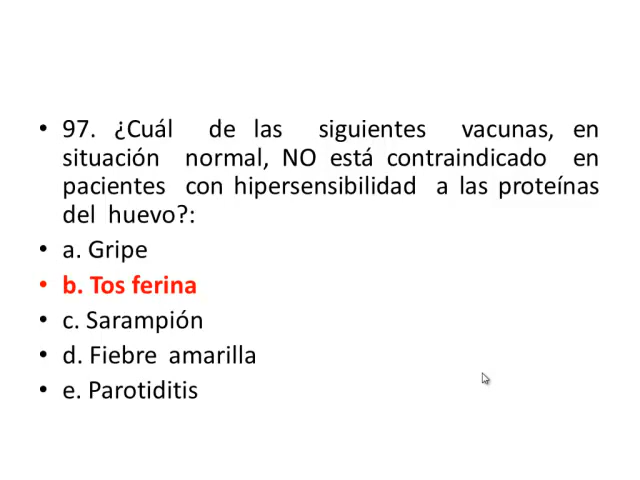 97. ¿Cuál de las siguientes vacunas, en
situación normal, NO está contraindicado en
pacientes con hipersensibilidad a las proteínas
del huevo?:
a. Gripe
b. Tos ferina
c. Sarampión
d. Fiebre amarilla
e. Parotiditis